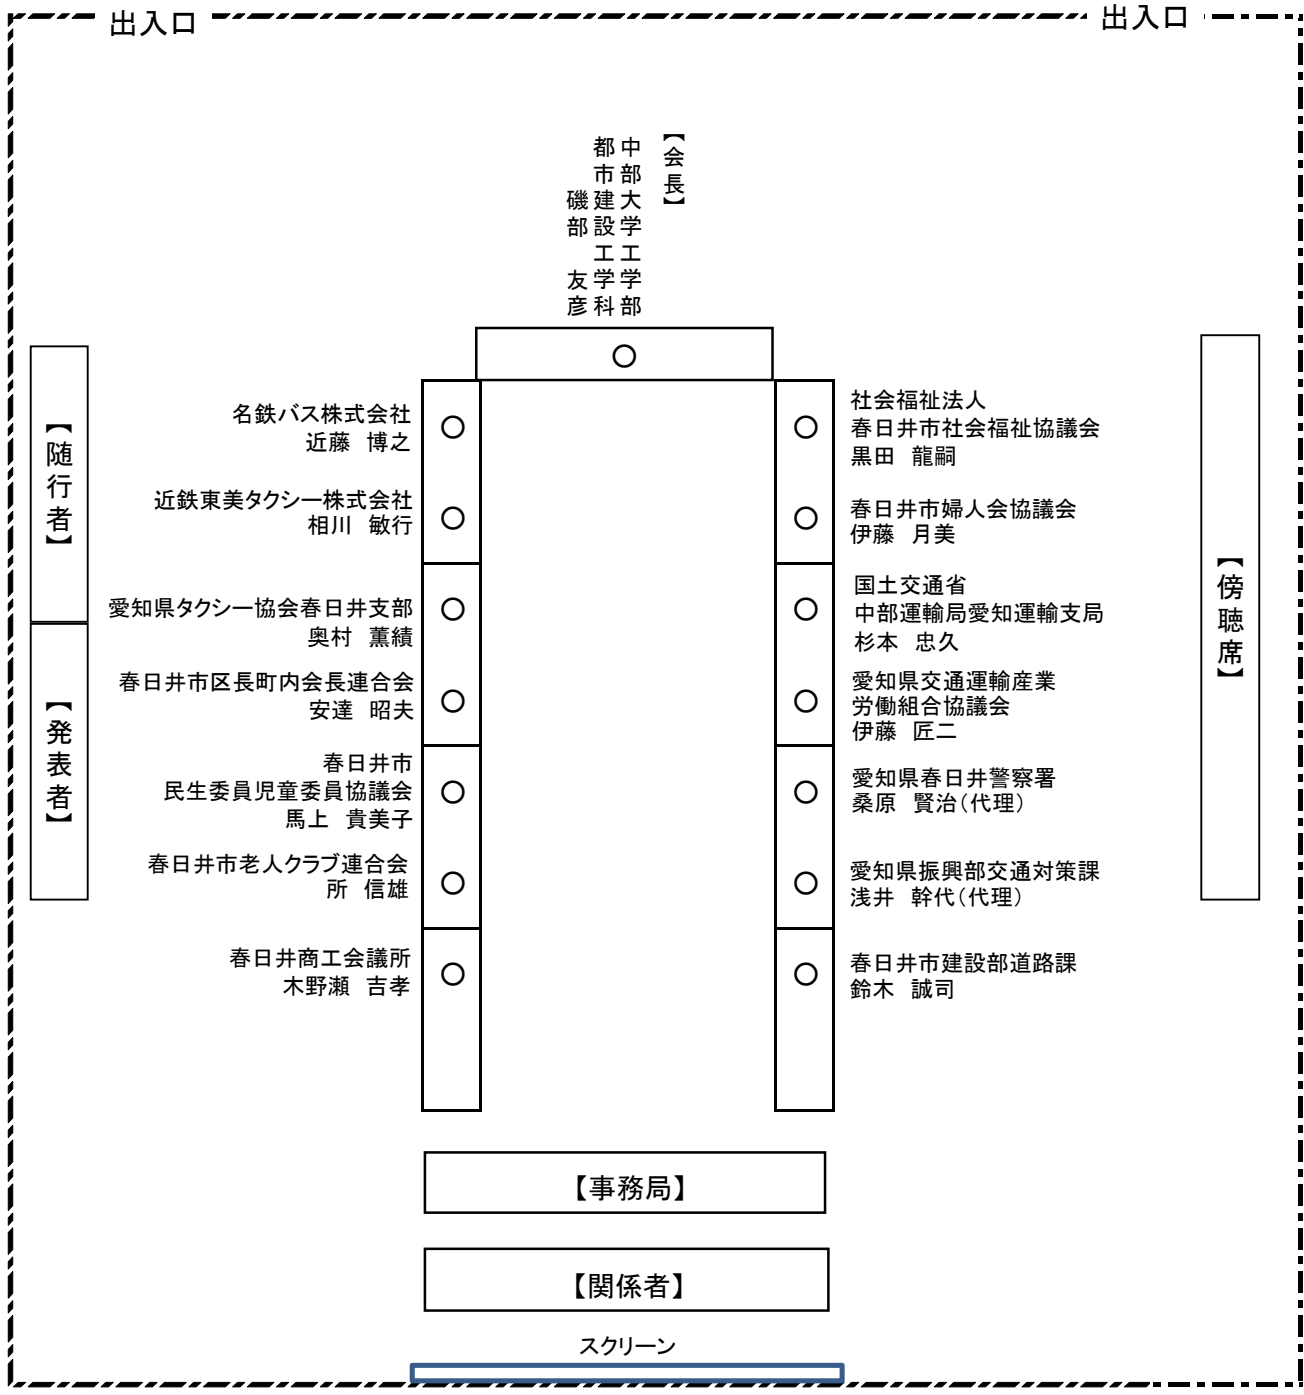 出入口
出入口
【会長】
中部大学工学部
都市建設工学科
磯部　友彦
名鉄バス株式会社
近藤　博之
近鉄東美タクシー株式会社
相川　敏行
愛知県タクシー協会春日井支部
奥村　薫績
春日井市区長町内会長連合会
安達　昭夫
春日井市
民生委員児童委員協議会
馬上　貴美子
春日井市老人クラブ連合会
所　信雄
春日井商工会議所
木野瀬　吉孝
社会福祉法人
春日井市社会福祉協議会
黒田　龍嗣
春日井市婦人会協議会
伊藤　月美
国土交通省
中部運輸局愛知運輸支局
杉本　忠久
愛知県交通運輸産業
労働組合協議会
伊藤　匠二
愛知県春日井警察署
桑原　賢治（代理）
愛知県振興部交通対策課
浅井　幹代（代理）
春日井市建設部道路課
鈴木　誠司
【随行者】
【発表者】
【傍聴席】
【事務局】
【関係者】
スクリーン